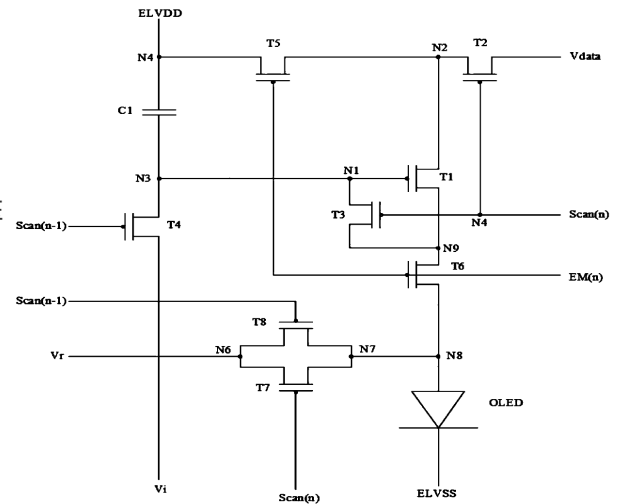 ELVDD
T5
N2
T2
N4
Vdata
C1
N3
N1
T1
T3
Scan(n)
Scan(n-1)
T4
N4
N9
T6
EM(n)
Scan(n-1)
T8
N6
N7
Vr
N8
T7
OLED
Vi
ELVSS
Scan(n)